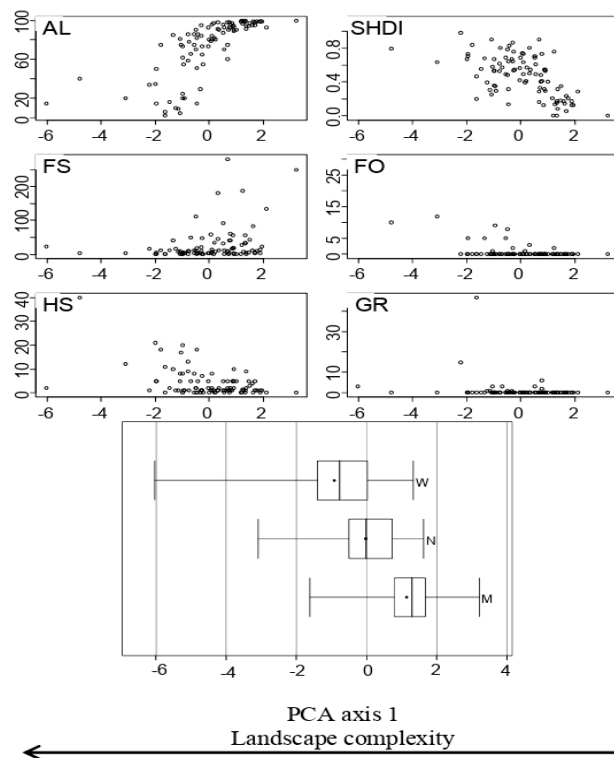 AL
0 20 60 100
-6 -4 -2 0 2
SHDI
0.0 0.4 0.8
-6 -4 -2 0 2
FS
0 100 200
-6 -4 -2 0 2
FO
0 5 15 25
-6 -4 -2 0 2
HS
0 10 20 30 40
-6 -4 -2 0 2
GR
0 10 30
-6 -4 -2 0 2
W
N
M
-6 -4 -2 0 2 4
PCA axis 1
Landscape complexity